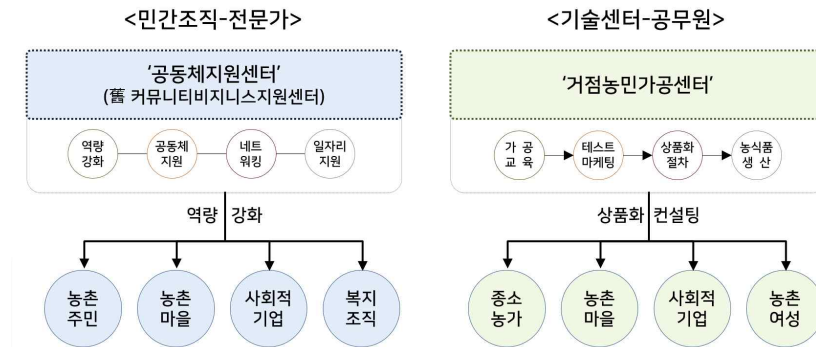 <민간조직-전문가>
'공동체지원센터'
(舊 커뮤니티비지니스지원센터)
역량
강화
공동체
지원
네트
워킹
일자리
지원
역량 강화
농촌
주민
농촌
마을
사회적
기업
복지
조직
<기술센터-공무원>
'거점농민가공센터'
가 공
교 육
테스트
마케팅
상품화
절차
농식품
생 산
상품화 컨설팅
종소
농가
농촌
마을
사회적
기업
농촌
여성